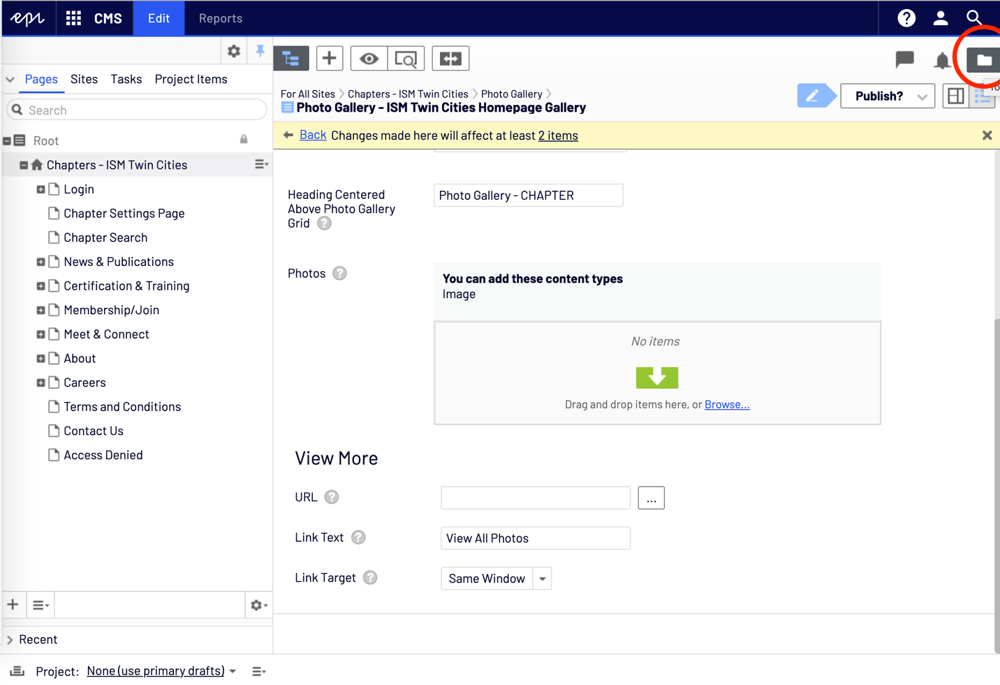 epi
CMS
Edit
Reports
?
Pages
Sites
Tasks
Project Items
Search
Root
Chapters - ISM Twin Cities
Login
Chapter Settings Page
Chapter Search
News & Publications
Certification & Training
Membership/Join
Meet & Connect
About
Careers
Terms and Conditions
Contact Us
Access Denied
Recent
Project: None (use primary drafts)
For All Sites
Chapters - ISM Twin Cities
Photo Gallery
Photo Gallery - ISM Twin Cities Homepage Gallery
Publish?
Back Changes made here will affect at least 2 items
Heading Centered
Above Photo Gallery
Grid ?
Photo Gallery - CHAPTER
Photos ?
You can add these content types
Image
No items
Drag and drop items here, or Browse...
View More
URL ?
...
Link Text ?
View All Photos
Link Target ?
Same Window